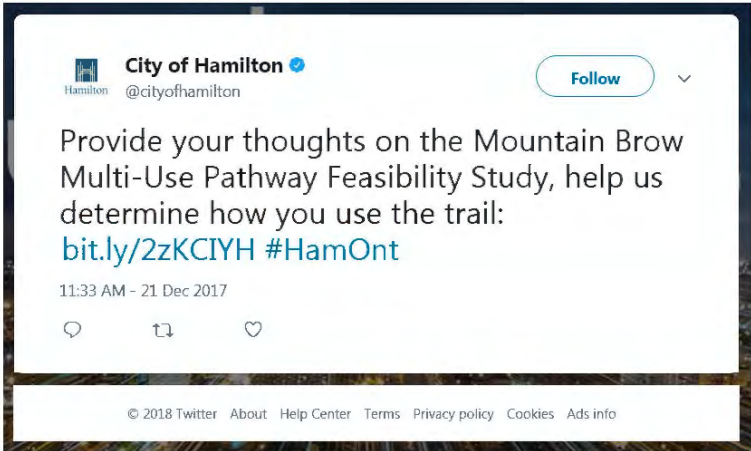 City of Hamilton
Hamilton
@cityofhamilton
Follow
Provide your thoughts on the Mountain Brow
Multi-Use Pathway Feasibility Study, help us
determine how you use the trail:
bit.ly/2zKCIYH #HamOnt
11:33 AM - 21 Dec 2017
© 2018 Twitter About Help Center Terms Privacy policy Cookies Ads info